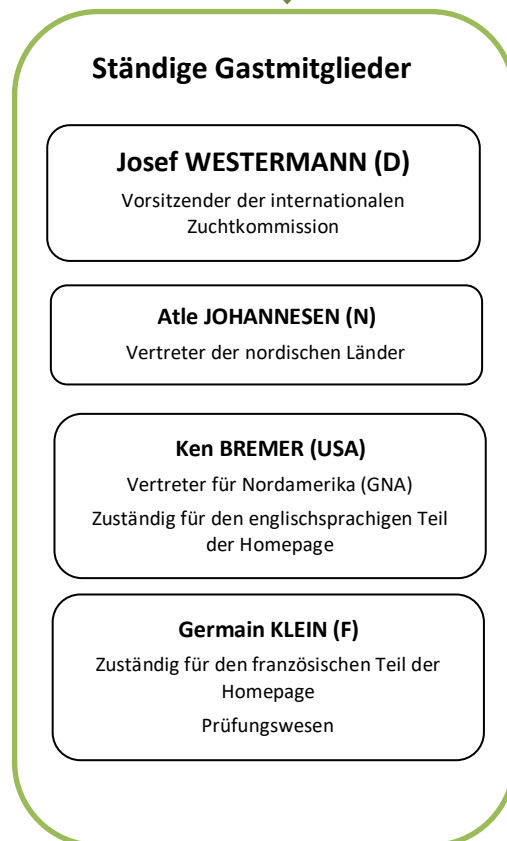 Ständige Gastmitglieder
Josef WESTERMANN (D)
Vorsitzender der internationalen
Zuchtkommission
Atle JOHANNESEN (N)
Vertreter der nordischen Länder
Ken BREMER (USA)
Vertreter für Nordamerika (GNA)
Zuständig für den englischsprachigen Teil
der Homepage
Germain KLEIN (F)
Zuständig für den französischen Teil der
Homepage
Prüfungswesen